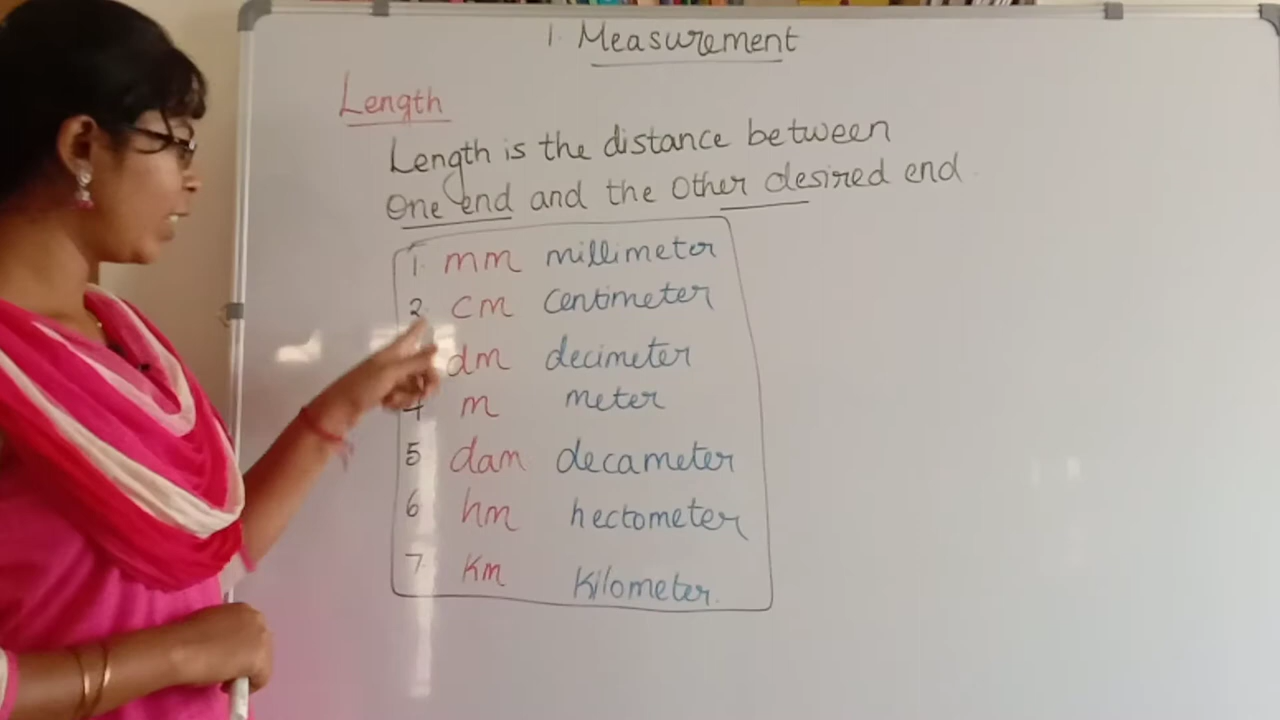 1. Measurement
Length
Length is the distance between
One end and the Other desired end
1. mm millimeter
2 cm centimeter
dm decimeter
4 m meter
5 dam decameter
6 hm hectometer
7. Km Kilometer.